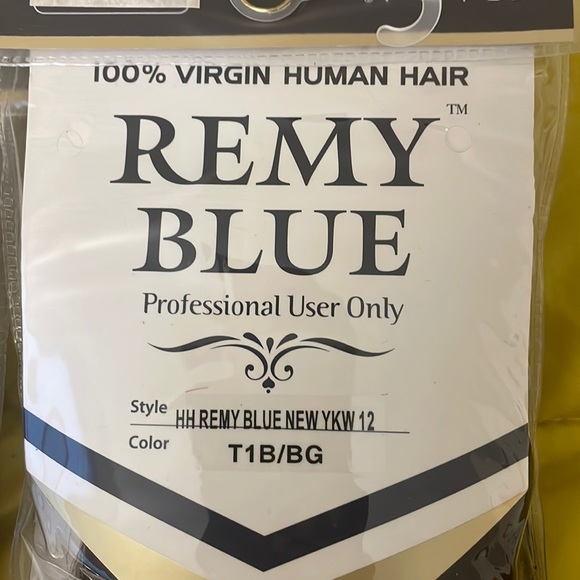 100% VIRGIN HUMAN HAIR
REMY™
BLUE
Professional User Only
Style HH REMY BLUE NEW YKW 12
Color T1B/BG